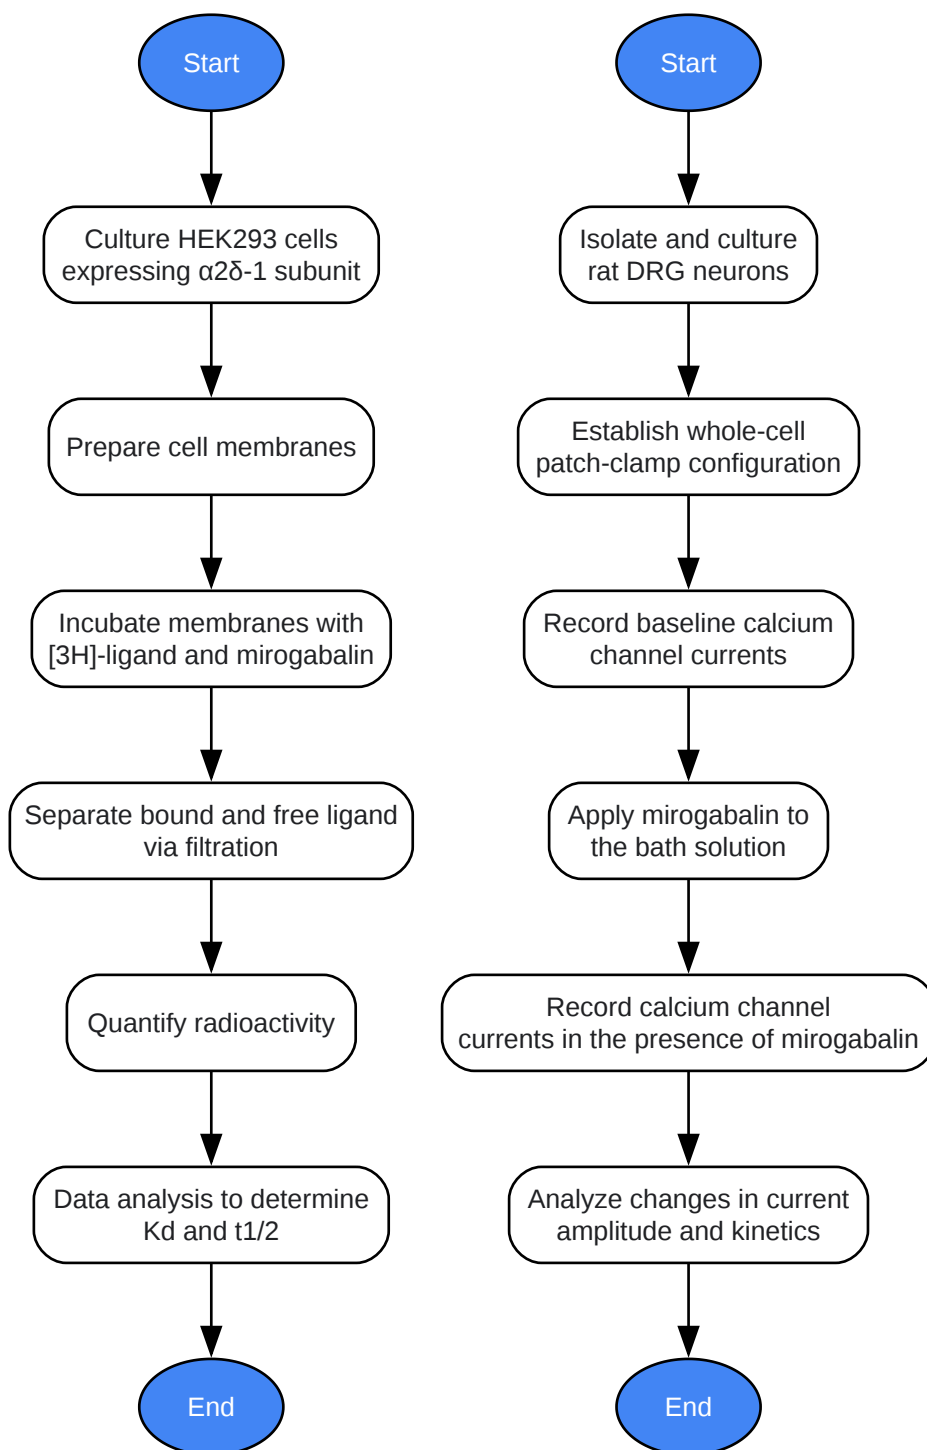 Start
Culture HEK293 cells
expressing α2δ-1 subunit
Prepare cell membranes
Incubate membranes with
[3H]-ligand and mirogabalin
Separate bound and free ligand
via filtration
Quantify radioactivity
Data analysis to determine
Kd and t1/2
End
Start
Isolate and culture
rat DRG neurons
Establish whole-cell
patch-clamp configuration
Record baseline calcium
channel currents
Apply mirogabalin to
the bath solution
Record calcium channel
currents in the presence of mirogabalin
Analyze changes in current
amplitude and kinetics
End